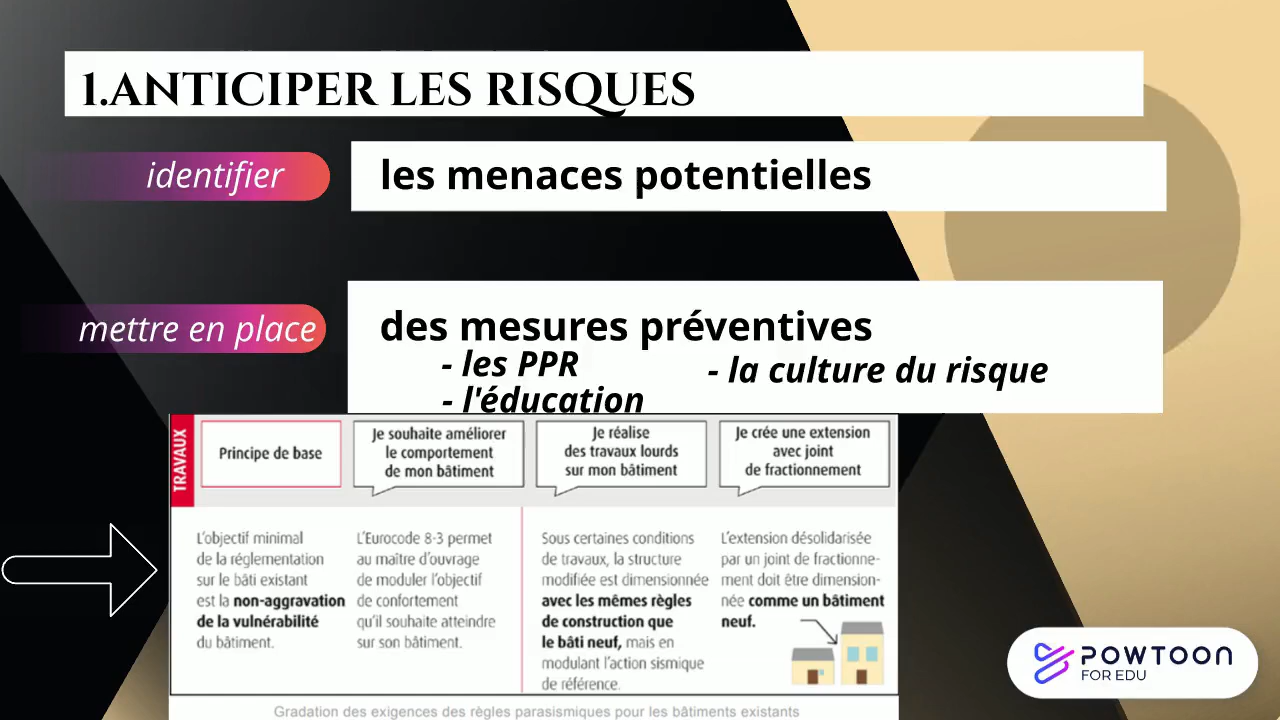 1.ANTICIPER LES RISQUES
identifier
les menaces potentielles
mettre en place
des mesures préventives
- les PPR
- la culture du risque
- l'éducation
TRAVAUX
Principe de base
Je souhaite améliorer
le comportement
de mon bâtiment
Je réalise
des travaux lourds
sur mon bâtiment
Je crée une extension
avec joint
de fractionnement
L'objectif minimal
de la réglementation
sur le bâti existant
est la non-aggravation
de la vulnérabilité
du bâtiment.
L'Eurocode 8-3 permet
au maître d'ouvrage
de moduler l'objectif
de confortement
qu'il souhaite atteindre
sur son bâtiment.
Sous certaines conditions
de travaux, la structure
modifiée est dimensionnée
avec les mêmes règles
de construction que
le bâti neuf, mais en
modulant l'action sismique
de référence.
L'extension désolidarisée
par un joint de fractionne-
ment doit être dimension-
née comme un bâtiment
neuf.
Gradation des exigences des règles parasismiques pour les bâtiments existants
POWTOON
FOR EDU